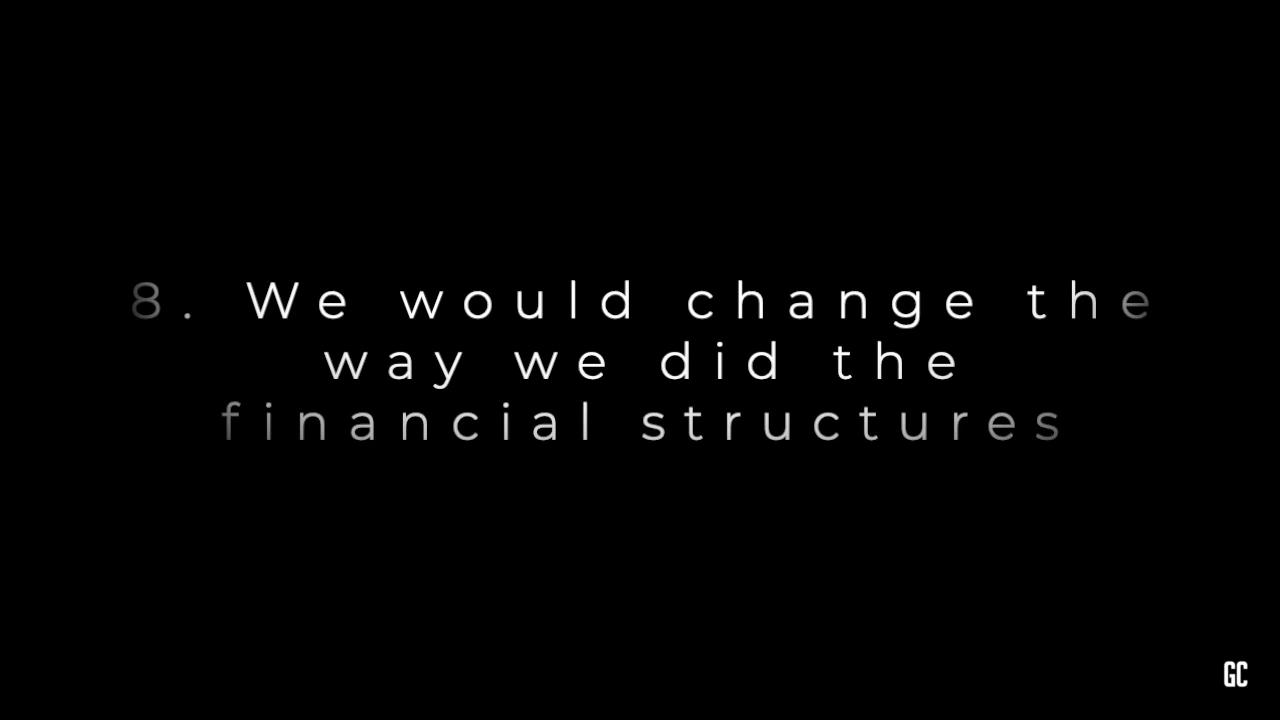 8. We would change the
way we did the
financial structures
GC